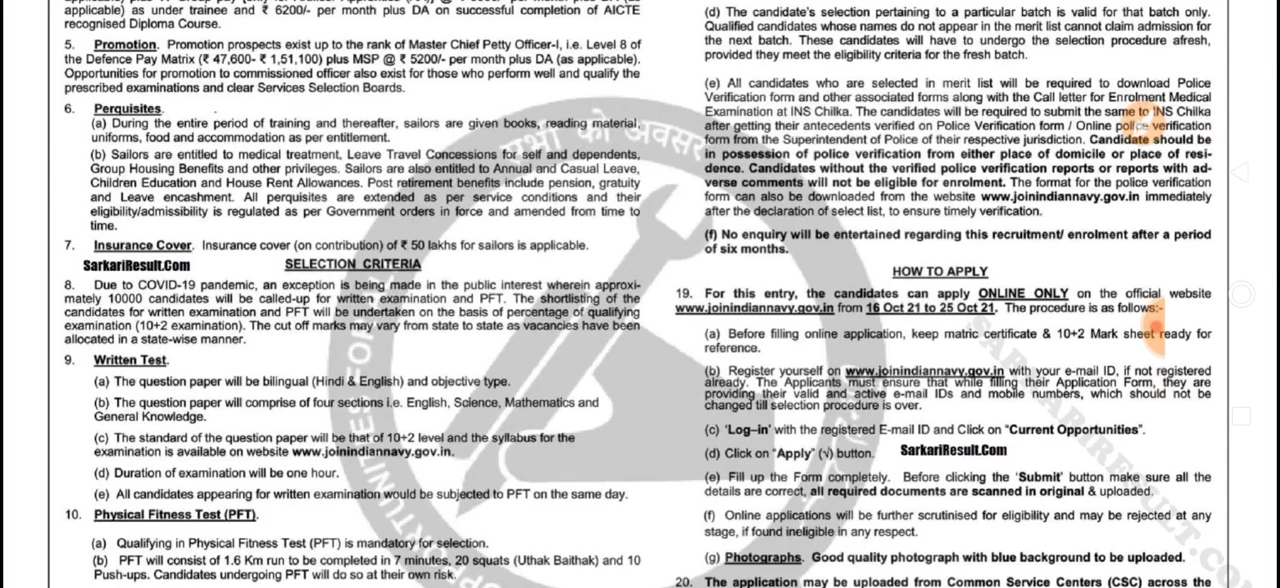 applicable) as under trainee and ₹ 6200/- per month plus DA on successful completion of AICTE
recognised Diploma Course.
5. Promotion. Promotion prospects exist up to the rank of Master Chief Petty Officer-I, i.e. Level 8 of
the Defence Pay Matrix (₹ 47,600- ₹ 1,51,100) plus MSP @ ₹ 5200/- per month plus DA (as applicable).
Opportunities for promotion to commissioned officer also exist for those who perform well and qualify the
prescribed examinations and clear Services Selection Boards.
6. Perquisites.
(a) During the entire period of training and thereafter, sailors are given books, reading material,
uniforms, food and accommodation as per entitlement.
(b) Sailors are entitled to medical treatment, Leave Travel Concessions for self and dependents,
Group Housing Benefits and other privileges. Sailors are also entitled to Annual and Casual Leave,
Children Education and House Rent Allowances. Post retirement benefits include pension, gratuity
and Leave encashment. All perquisites are extended as per service conditions and their
eligibility/admissibility is regulated as per Government orders in force and amended from time to
time.
7. Insurance Cover. Insurance cover (on contribution) of ₹ 50 lakhs for sailors is applicable.
SarkariResult.Com
SELECTION CRITERIA
8. Due to COVID-19 pandemic, an exception is being made in the public interest wherein approxi-
mately 10000 candidates will be called-up for written examination and PFT. The shortlisting of the
candidates for written examination and PFT will be undertaken on the basis of percentage of qualifying
examination (10+2 examination). The cut off marks may vary from state to state as vacancies have been
allocated in a state-wise manner.
9. Written Test.
(a) The question paper will be bilingual (Hindi & English) and objective type.
(b) The question paper will comprise of four sections i.e. English, Science, Mathematics and
General Knowledge.
(c) The standard of the question paper will be that of 10+2 level and the syllabus for the
examination is available on website www.joinindiannavy.gov.in.
(d) Duration of examination will be one hour.
(e) All candidates appearing for written examination would be subjected to PFT on the same day.
10. Physical Fitness Test (PFT).
(a) Qualifying in Physical Fitness Test (PFT) is mandatory for selection.
(b) PFT will consist of 1.6 Km run to be completed in 7 minutes, 20 squats (Uthak Baithak) and 10
Push-ups. Candidates undergoing PFT will do so at their own risk.
(d) The candidate's selection pertaining to a particular batch is valid for that batch only.
Qualified candidates whose names do not appear in the merit list cannot claim admission for
the next batch. These candidates will have to undergo the selection procedure afresh,
provided they meet the eligibility criteria for the fresh batch.
(e) All candidates who are selected in merit list will be required to download Police
Verification form and other associated forms along with the Call letter for Enrolment Medical
Examination at INS Chilka. The candidates will be required to submit the same to INS Chilka
after getting their antecedents verified on Police Verification form / Online police verification
form from the Superintendent of Police of their respective jurisdiction. Candidate should be
in possession of police verification from either place of domicile or place of resi-
dence. Candidates without the verified police verification reports or reports with ad-
verse comments will not be eligible for enrolment. The format for the police verification
form can also be downloaded from the website www.joinindiannavy.gov.in immediately
after the declaration of select list, to ensure timely verification.
(f) No enquiry will be entertained regarding this recruitment/ enrolment after a period
of six months.
HOW TO APPLY
19. For this entry, the candidates can apply ONLINE ONLY on the official website
www.joinindiannavy.gov.in from 16 Oct 21 to 25 Oct 21. The procedure is as follows:-
(a) Before filling online application, keep matric certificate & 10+2 Mark sheet ready for
reference.
(b) Register yourself on www.joinindiannavy.gov.in with your e-mail ID, if not registered
already. The Applicants must ensure that while filling their Application Form, they are
providing their valid and active e-mail IDs and mobile numbers, which should not be
changed till selection procedure is over.
(c) 'Log–in' with the registered E-mail ID and Click on "Current Opportunities".
(d) Click on "Apply" (√) button. SarkariResult.Com
(e) Fill up the Form completely. Before clicking the 'Submit' button make sure all the
details are correct, all required documents are scanned in original & uploaded.
(f) Online applications will be further scrutinised for eligibility and may be rejected at any
stage, if found ineligible in any respect.
(g) Photographs. Good quality photograph with blue background to be uploaded.
20. The application may be uploaded from Common Service Centers (CSC) across the